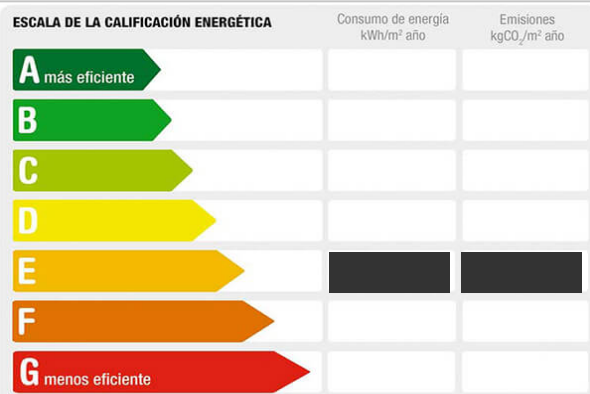 ESCALA DE LA CALIFICACIÓN ENERGÉTICA
Consumo de energía
kWh/m² año
Emisiones
kgCO₂/m² año
A más eficiente
B
C
D
E
F
G menos eficiente